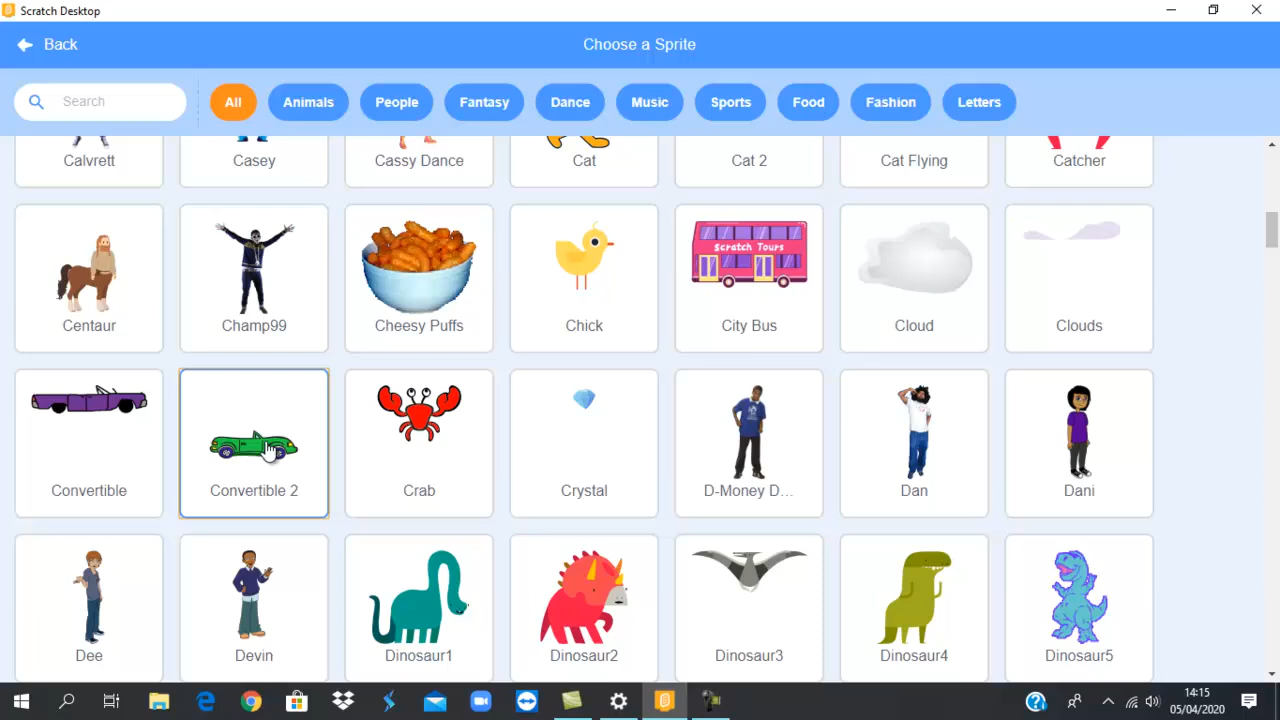 Scratch Desktop
Back
Choose a Sprite
Search
All
Animals
People
Fantasy
Dance
Music
Sports
Food
Fashion
Letters
Calvrett
Casey
Cassy Dance
Cat
Cat 2
Cat Flying
Catcher
Scratch Tours
Centaur
Champ99
Cheesy Puffs
Chick
City Bus
Cloud
Clouds
Convertible
Convertible 2
Crab
Crystal
D-Money D...
Dan
Dani
Dee
Devin
Dinosaur1
Dinosaur2
Dinosaur3
Dinosaur4
Dinosaur5
14:15
05/04/2020